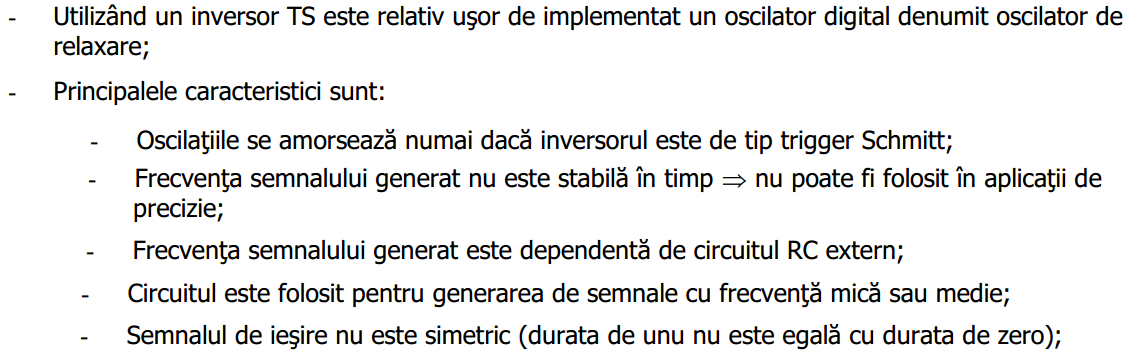 - Utilizând un inversor TS este relativ uşor de implementat un oscilator digital denumit oscilator de
relaxare;
- Principalele caracteristici sunt:
- Oscilaţiile se amorsează numai dacă inversorul este de tip trigger Schmitt;
- Frecvenţa semnalului generat nu este stabilă în timp ⇒ nu poate fi folosit în aplicaţii de
precizie;
- Frecvenţa semnalului generat este dependentă de circuitul RC extern;
- Circuitul este folosit pentru generarea de semnale cu frecvenţă mică sau medie;
- Semnalul de ieşire nu este simetric (durata de unu nu este egală cu durata de zero);